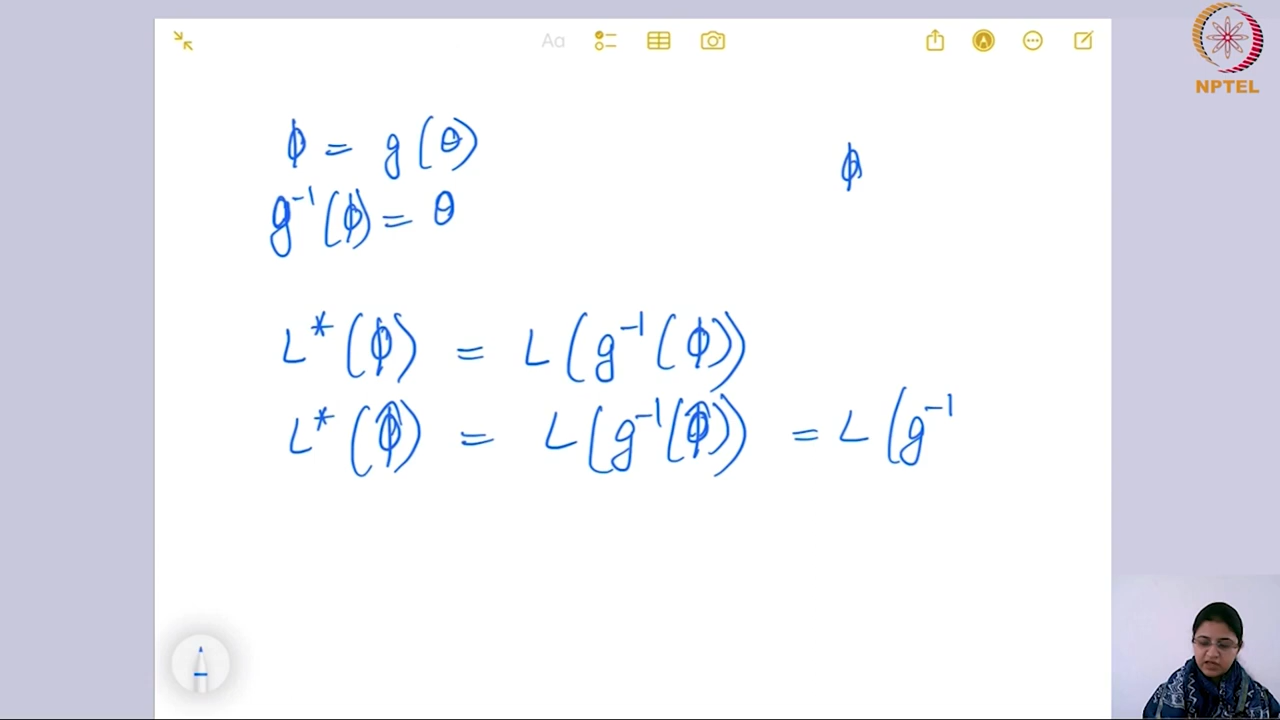 Aa
NPTEL
ϕ = g(θ)
ϕ
g⁻¹(ϕ) = θ
L*(ϕ) = L(g⁻¹(ϕ))
L*(ϕ̂) = L(g⁻¹(ϕ̂)) = L(g⁻¹